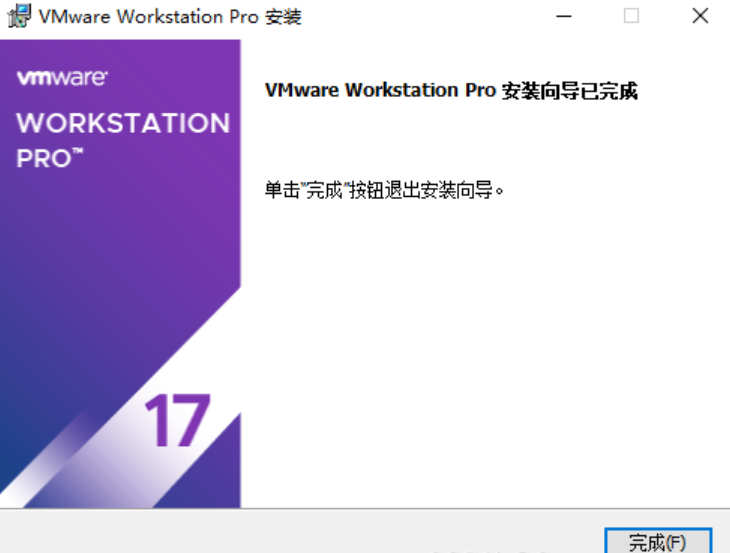 VMware Workstation Pro 安装
vmware®
WORKSTATION
PRO™
VMware Workstation Pro 安装向导已完成
单击"完成"按钮退出安装向导。
17
完成(F)